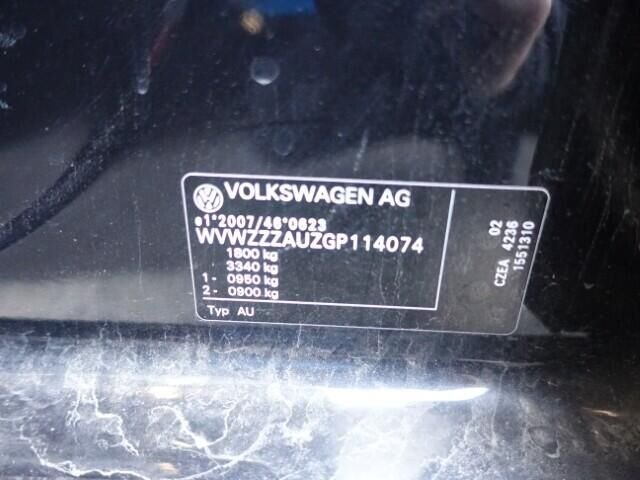 VOLKSWAGEN AG
e1*2007/46*0623
WVWZZZAUZGP114074
1800 kg
3340 kg
1- 0950 kg
2- 0900 kg
Typ AU
02
CZEA 4236
1551310